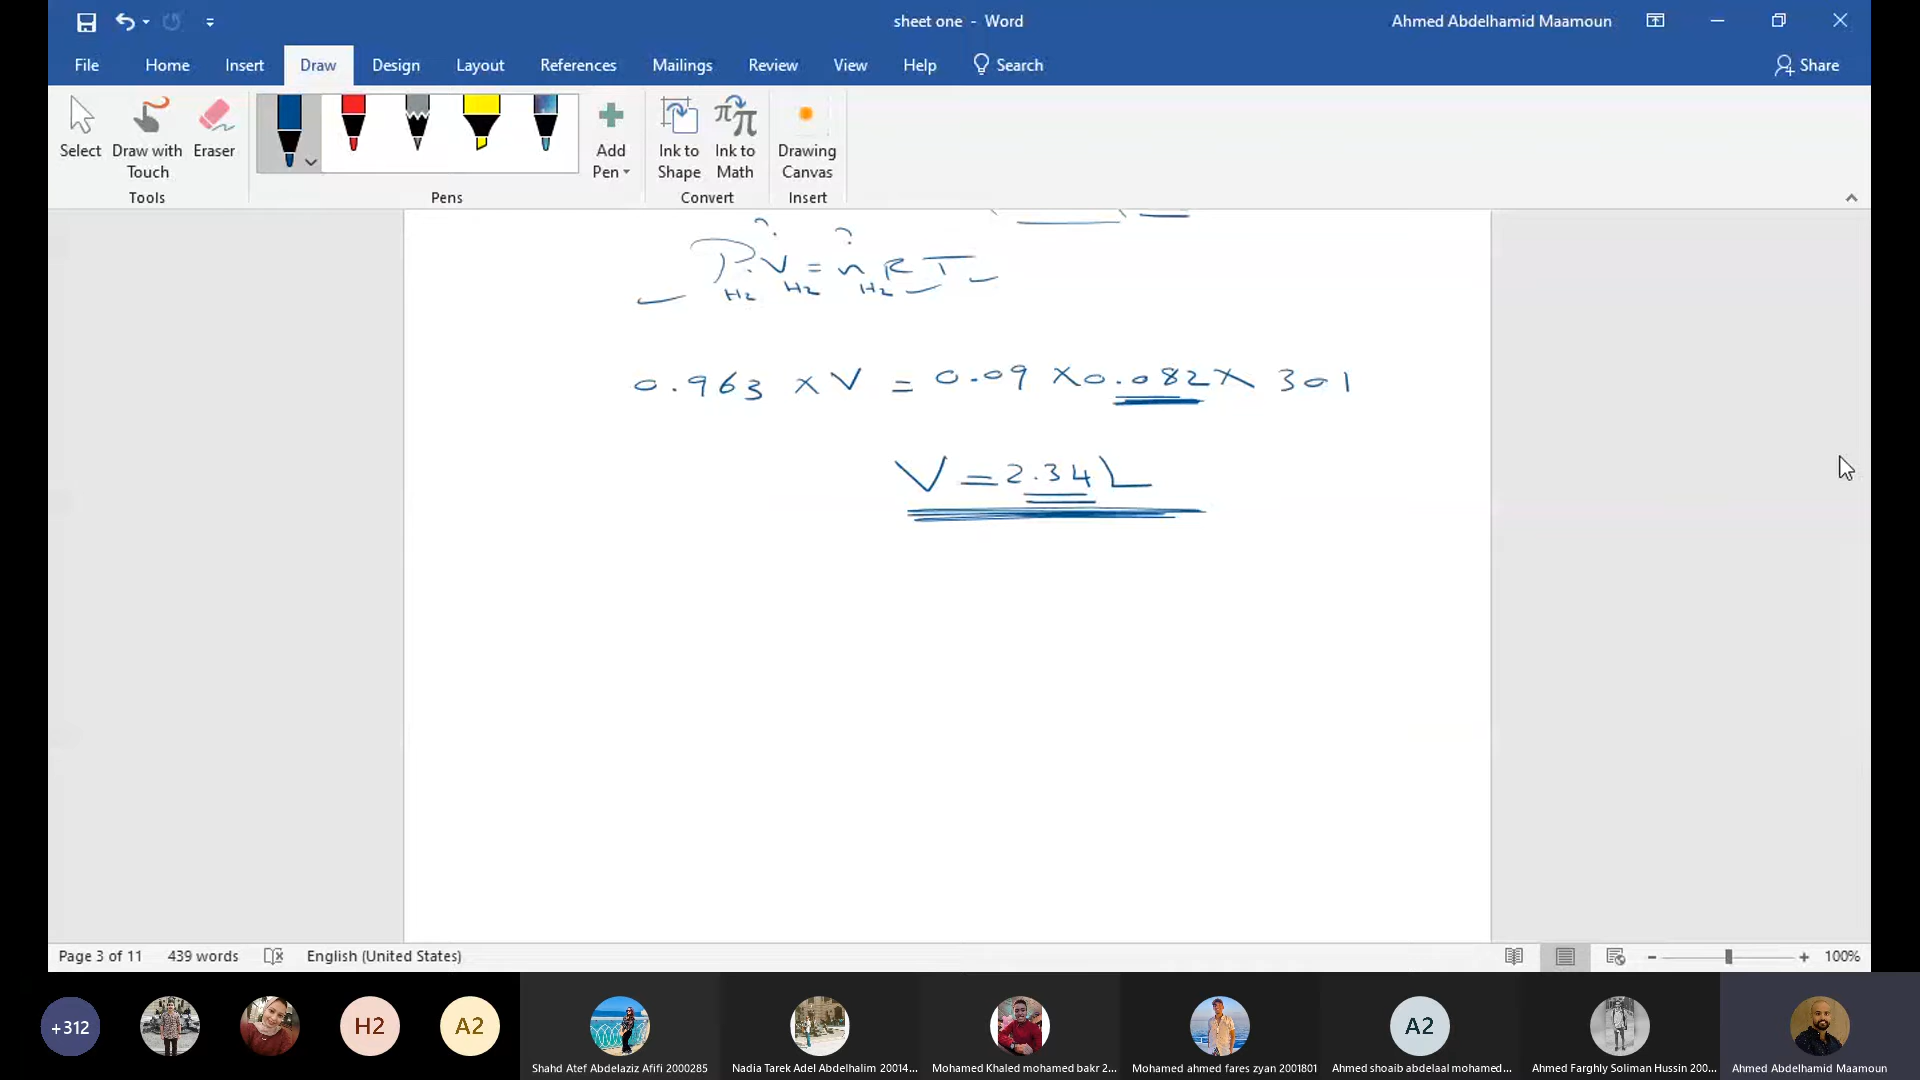 sheet one - Word
Ahmed Abdelhamid Maamoun
File Home Insert Draw Design Layout References Mailings Review View Help Search
Share
Select
Draw with Touch
Eraser
Add Pen
Ink to Shape
Ink to Math
Drawing Canvas
Tools
Pens
Convert
Insert
? ?
P.V = n R T
H2 H2 H2
0.963 x V = 0.09 x 0.082 x 301
V = 2.34 L
Page 3 of 11 439 words English (United States)
100%
+312
H2
A2
A2
Shahd Atef Abdelaziz Afifi 2000285
Nadia Tarek Adel Abdelhalim 20014...
Mohamed Khaled mohamed bakr 2...
Mohamed ahmed fares zyan 2001801
Ahmed shoaib abdelaal mohamed...
Ahmed Farghly Soliman Hussin 200...
Ahmed Abdelhamid Maamoun